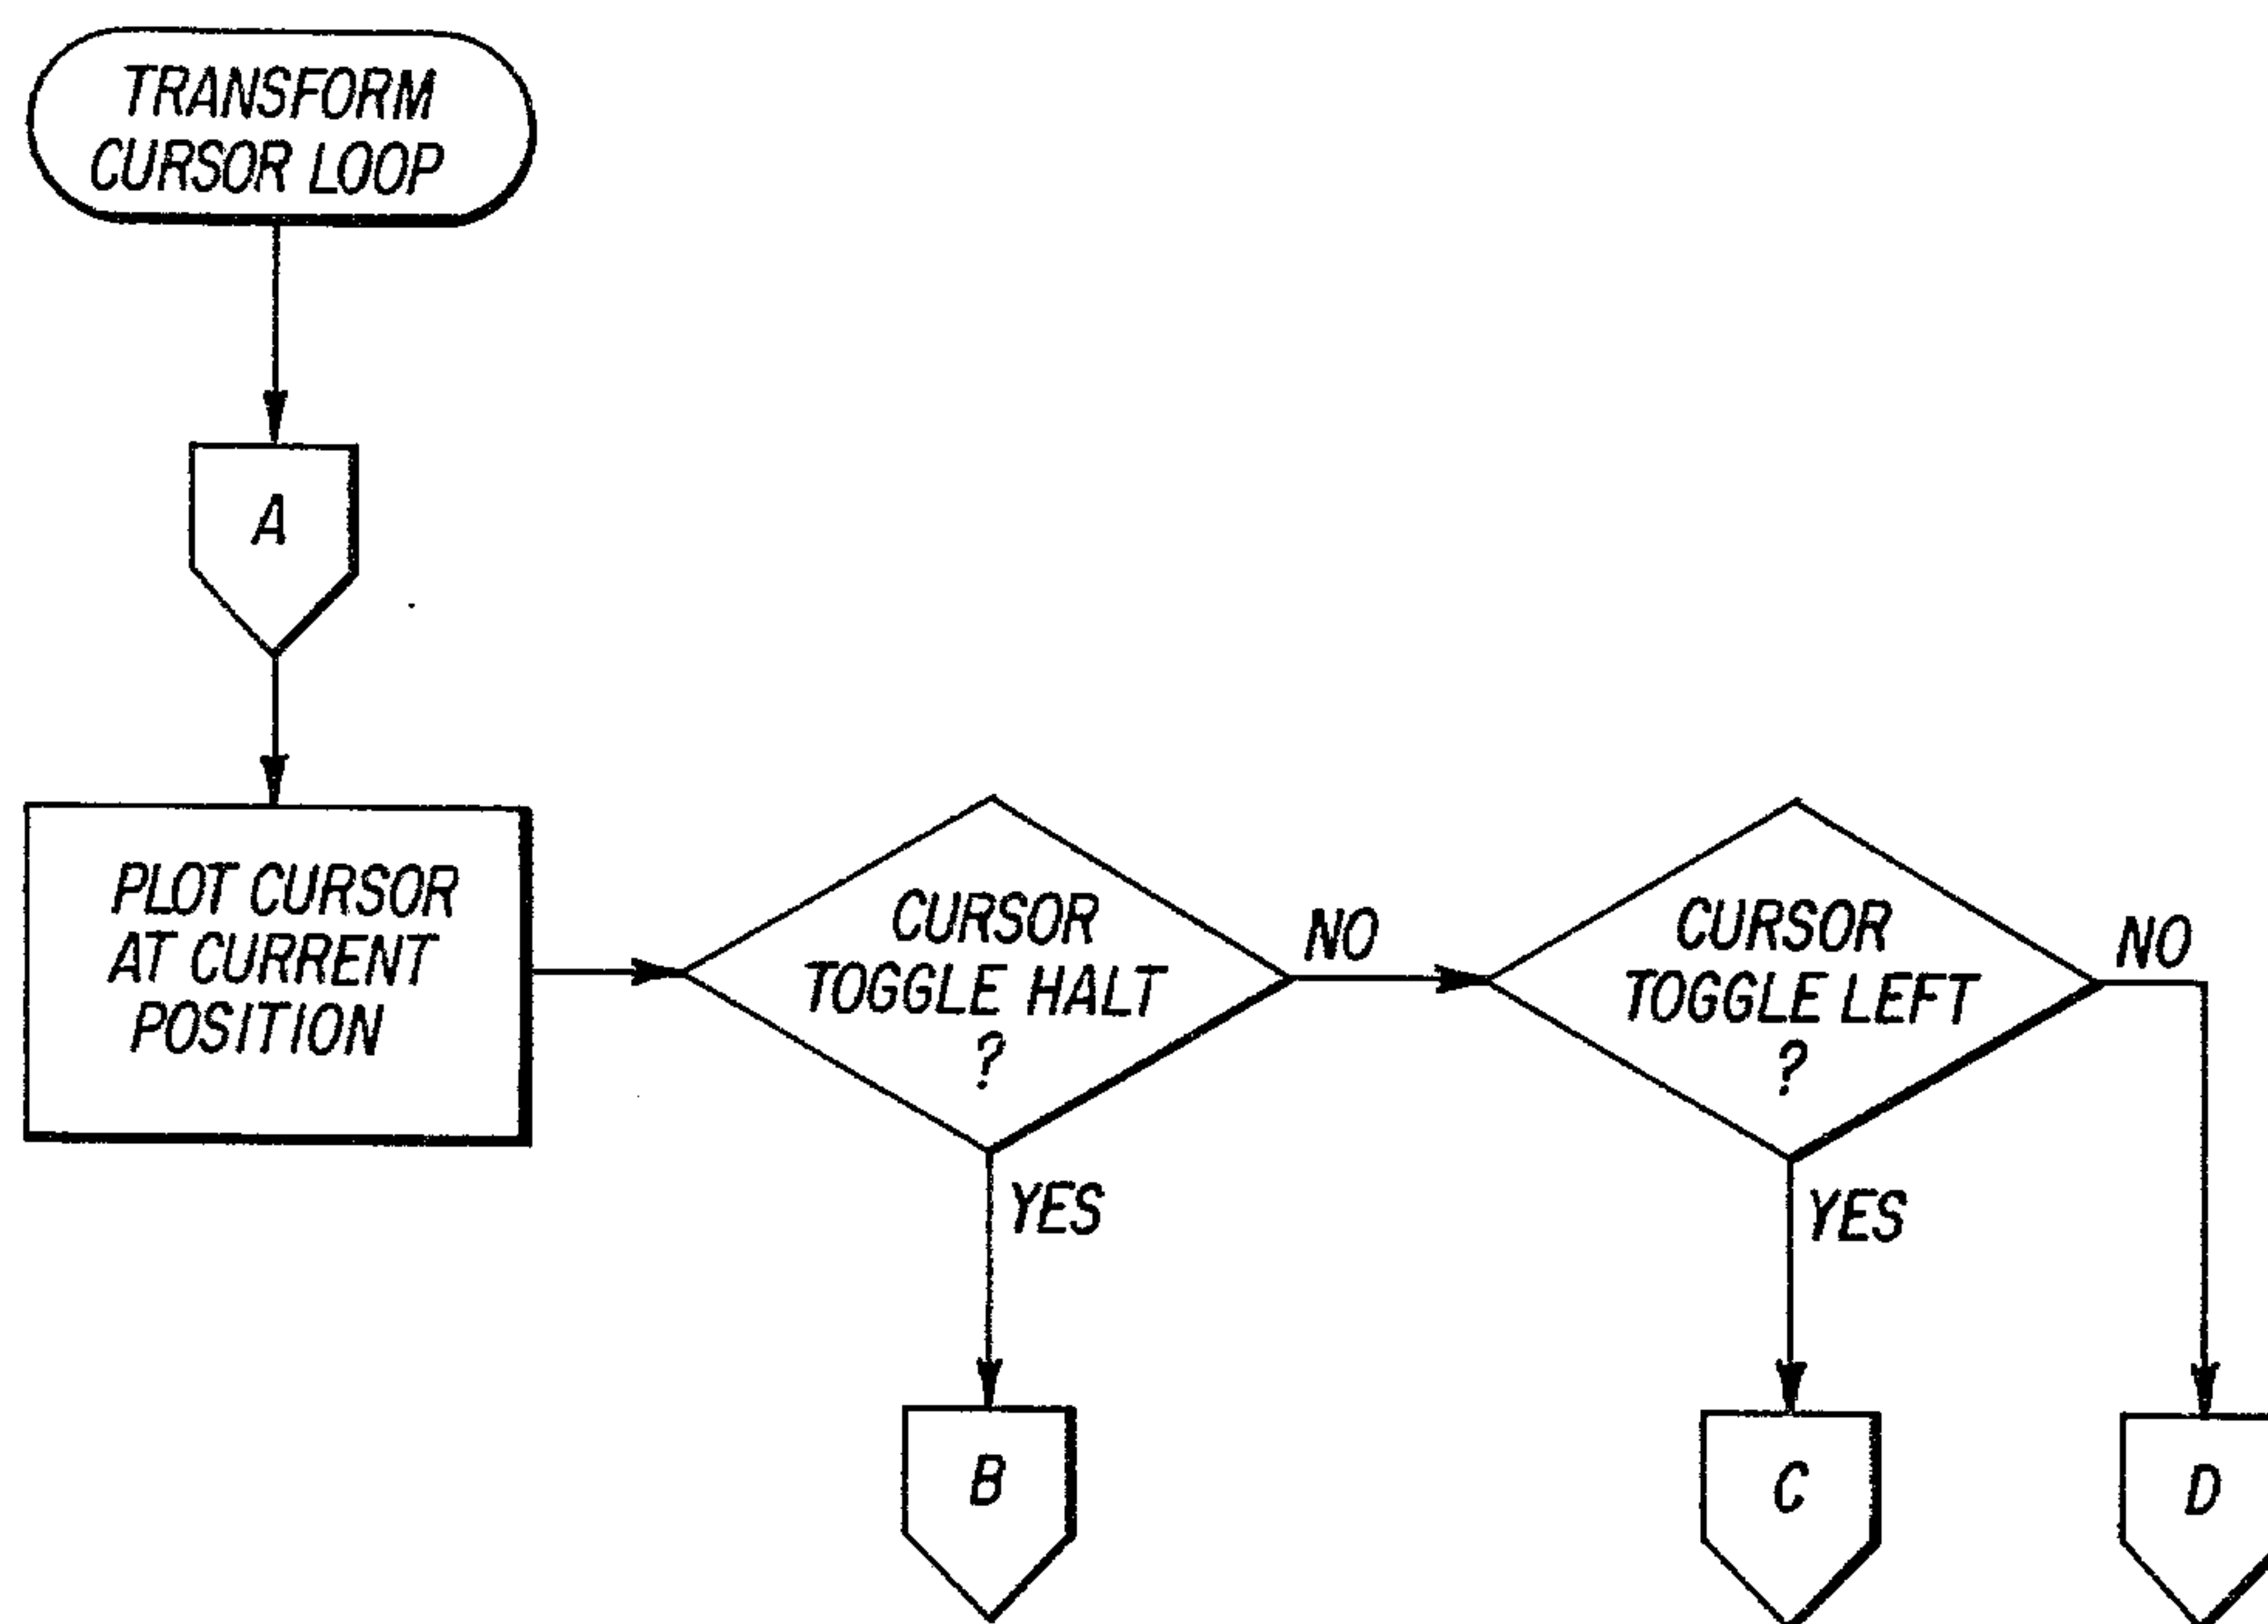 TRANSFORM
CURSOR LOOP
A
PLOT CURSOR
AT CURRENT
POSITION
CURSOR
TOGGLE HALT
?
NO
YES
B
CURSOR
TOGGLE LEFT
?
NO
YES
C
D